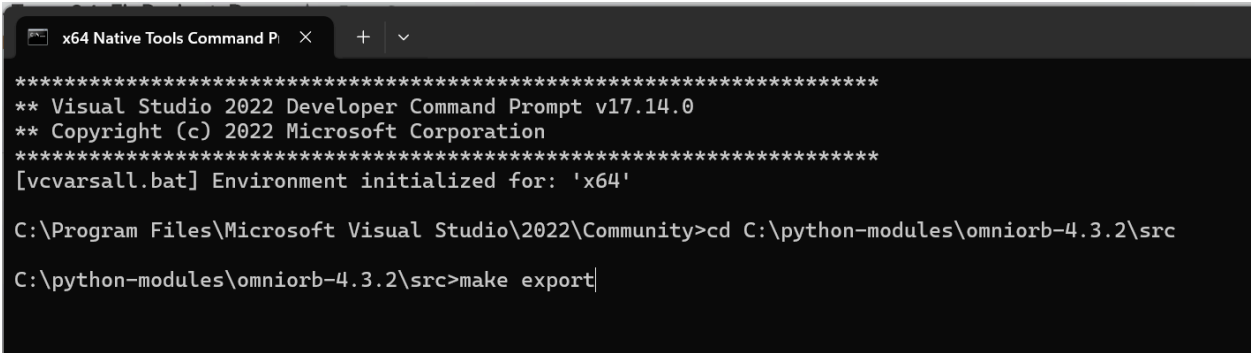 x64 Native Tools Command P
**********************************************************************
** Visual Studio 2022 Developer Command Prompt v17.14.0
** Copyright (c) 2022 Microsoft Corporation
**********************************************************************
[vcvarsall.bat] Environment initialized for: 'x64'
C:\Program Files\Microsoft Visual Studio\2022\Community>cd C:\python-modules\omniorb-4.3.2\src
C:\python-modules\omniorb-4.3.2\src>make export